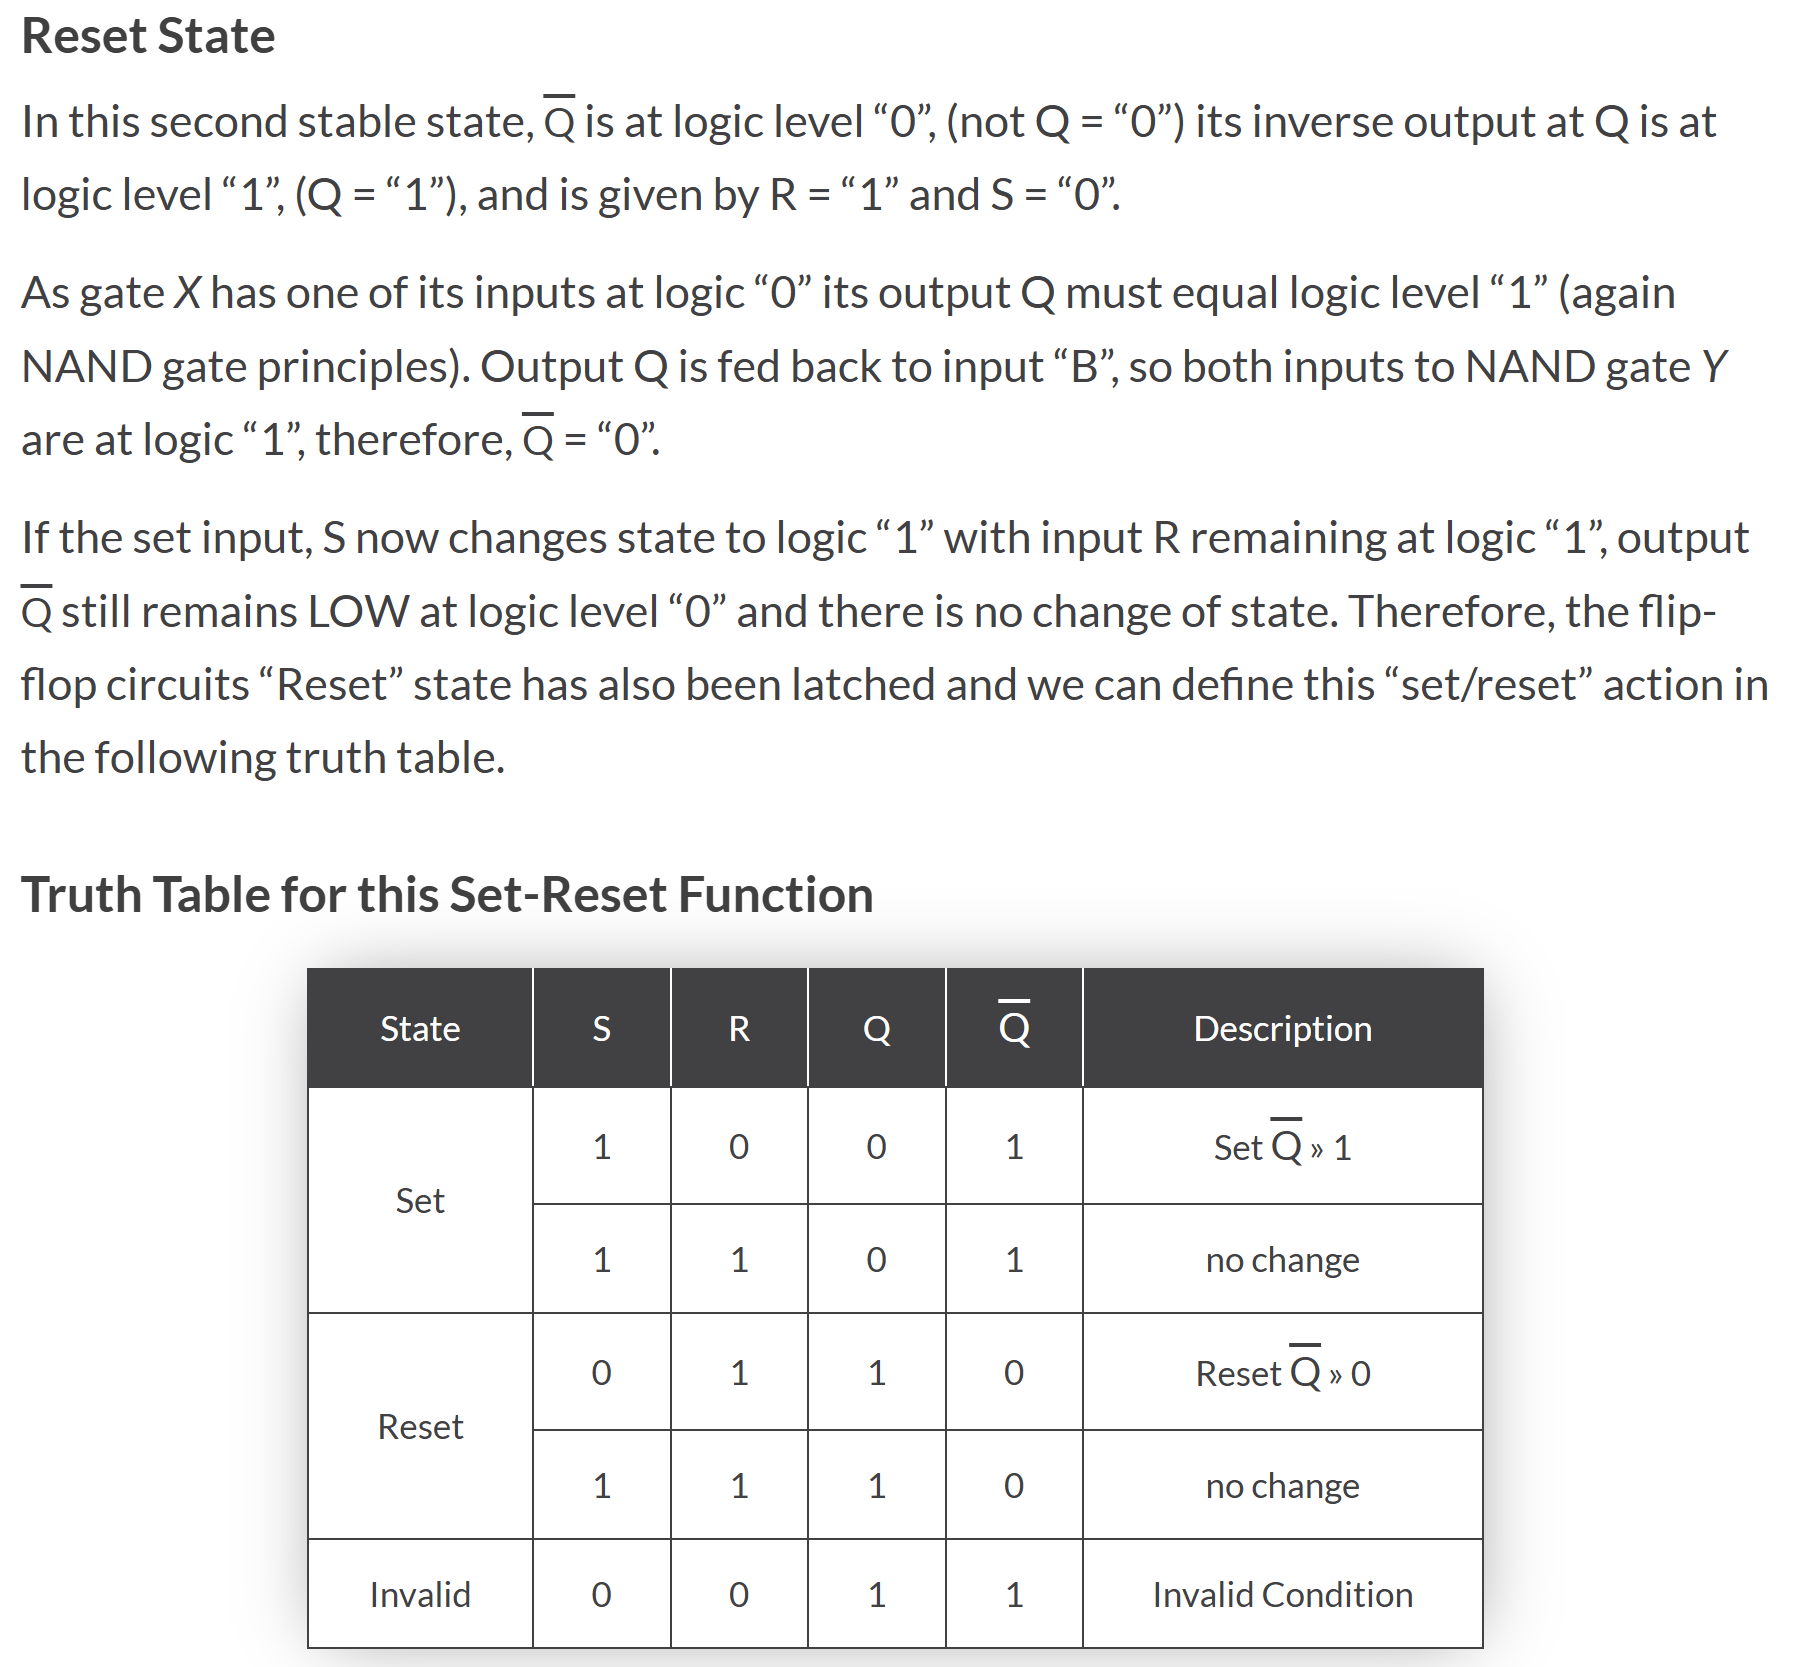 Reset State
In this second stable state, Q̅ is at logic level “0”, (not Q = “0”) its inverse output at Q is at
logic level “1”, (Q = “1”), and is given by R = “1” and S = “0”.
As gate X has one of its inputs at logic “0” its output Q must equal logic level “1” (again
NAND gate principles). Output Q is fed back to input “B”, so both inputs to NAND gate Y
are at logic “1”, therefore, Q̅ = “0”.
If the set input, S now changes state to logic “1” with input R remaining at logic “1”, output
Q̅ still remains LOW at logic level “0” and there is no change of state. Therefore, the flip-
flop circuits “Reset” state has also been latched and we can define this “set/reset” action in
the following truth table.
Truth Table for this Set-Reset Function
State S R Q Q̅ Description
Set 1 0 0 1 Set Q̅ » 1
1 1 0 1 no change
Reset 0 1 1 0 Reset Q̅ » 0
1 1 1 0 no change
Invalid 0 0 1 1 Invalid Condition